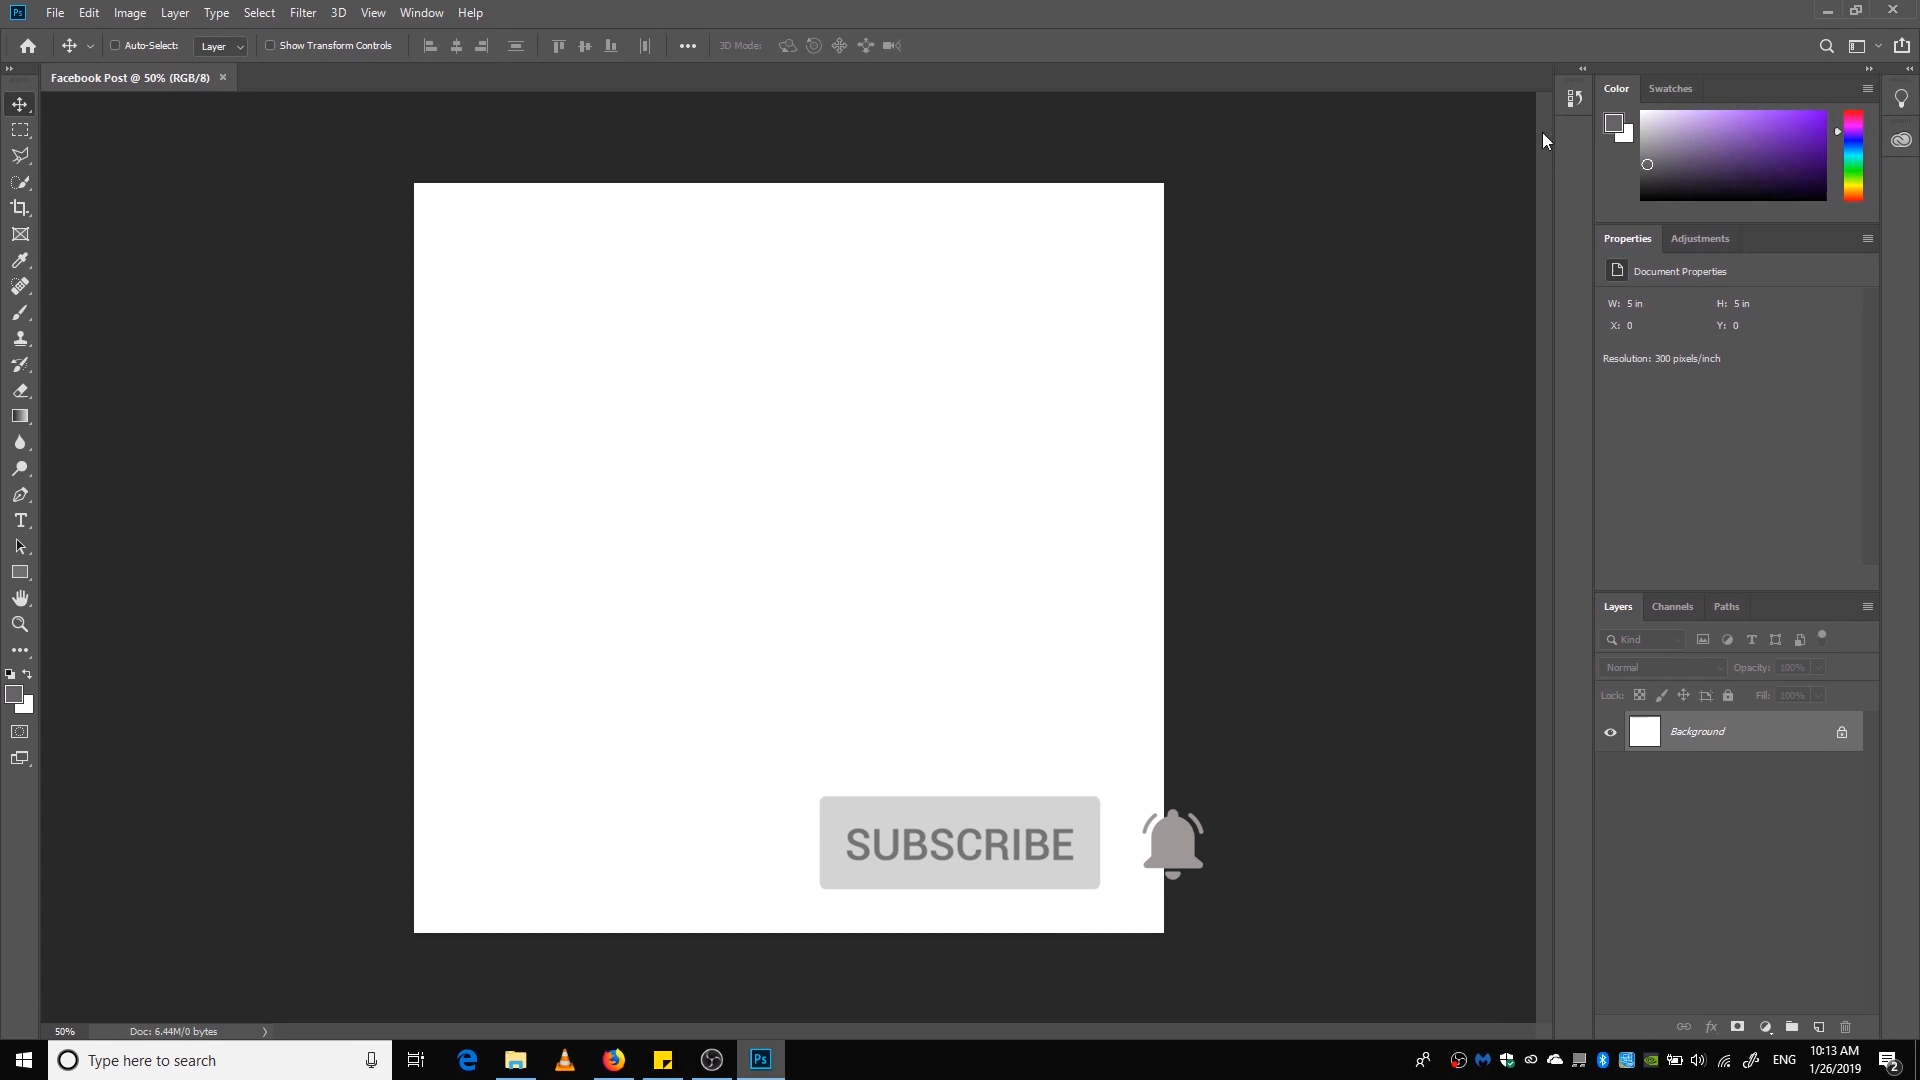 Ps File Edit Image Layer Type Select Filter 3D View Window Help
Auto-Select: Layer Show Transform Controls 3D Mode:
Facebook Post @ 50% (RGB/8) ×
Color Swatches
Properties Adjustments
Document Properties
W: 5 in H: 5 in
X: 0 Y: 0
Resolution: 300 pixels/inch
Layers Channels Paths
Kind
Normal Opacity: 100%
Lock: Fill: 100%
Background
SUBSCRIBE
50% Doc: 6.44M/0 bytes
Type here to search
Ps
ENG
10:13 AM
1/26/2019
2